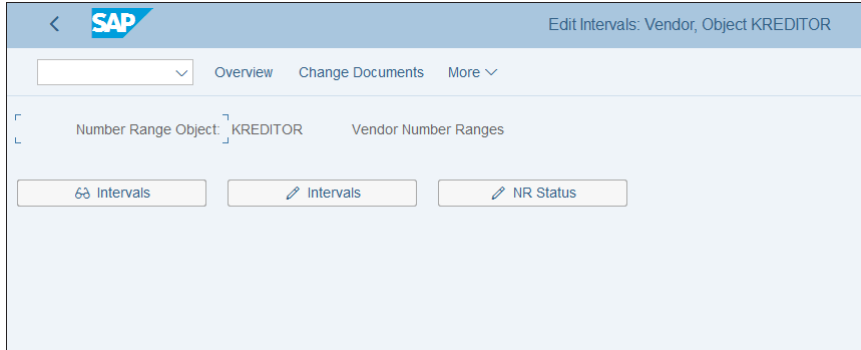 SAP Edit Intervals: Vendor, Object KREDITOR
Overview Change Documents More
Number Range Object: KREDITOR Vendor Number Ranges
Intervals Intervals NR Status